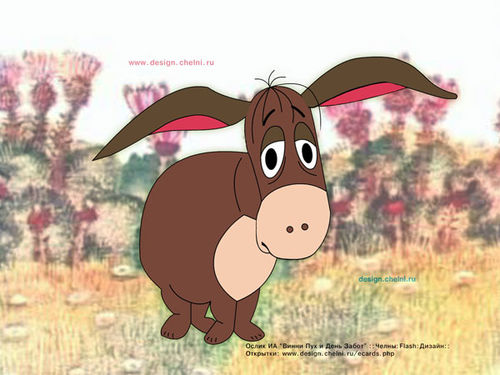 www.design.chelni.ru
design.chelni.ru
Ослик ИА "Винни Пух и День Забот" :: Челны:Flash:Дизайн::
Открытки: www.design.chelni.ru/ecards.php